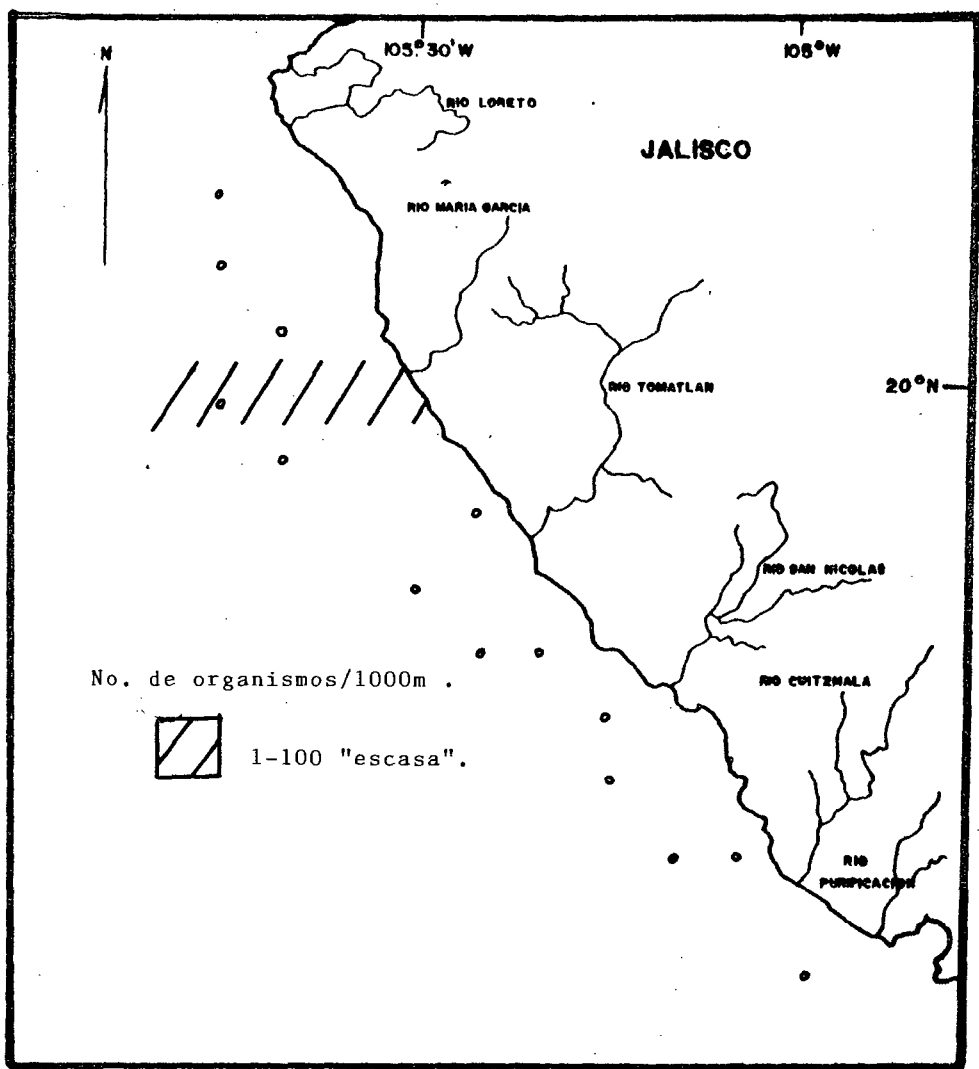 N
105°30'W
105°W
RIO LORETO
JALISCO
RIO MARIA GARCIA
20°N
RIO TOMATLAN
RIO SAN NICOLAS
No. de organismos/1000m .
RIO CUITZMALA
1-100 "escasa".
RIO
PURIFICACION